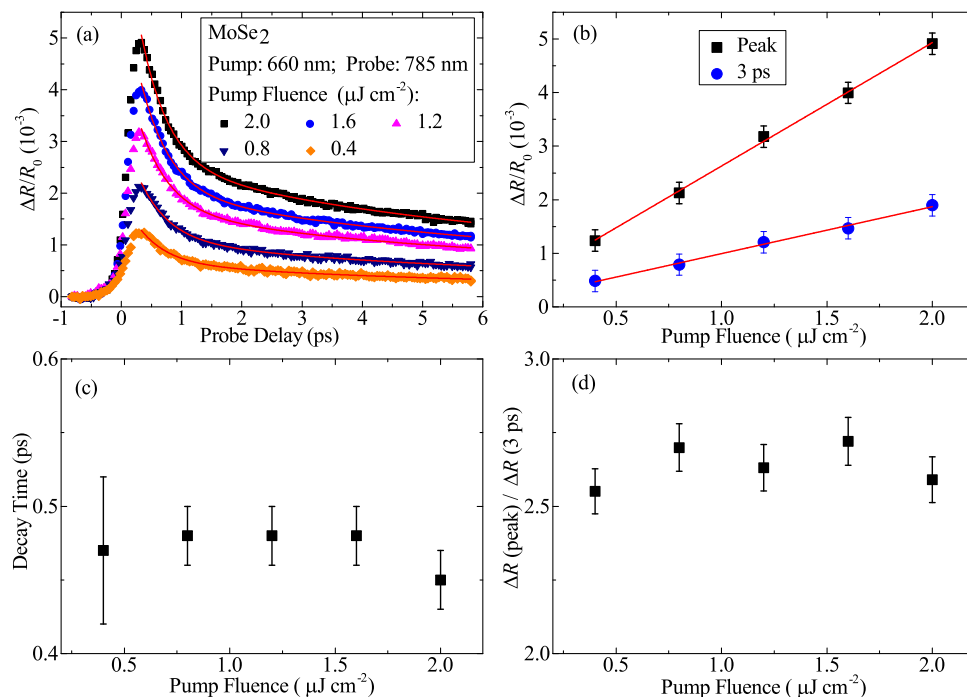 (a)
MoSe2
Pump: 660 nm; Probe: 785 nm
Pump Fluence (μJ cm-2):
2.0 1.6 1.2
0.8 0.4
5
4
3
2
1
0
ΔR/R0 (10-3)
-1 0 1 2 3 4 5 6
Probe Delay (ps)
(b)
Peak
3 ps
5
4
3
2
1
0
ΔR/R0 (10-3)
0.5 1.0 1.5 2.0
Pump Fluence ( μJ cm-2)
(c)
0.6
0.5
0.4
Decay Time (ps)
0.5 1.0 1.5 2.0
Pump Fluence ( μJ cm-2)
(d)
3.0
2.5
2.0
ΔR (peak) / ΔR (3 ps)
0.5 1.0 1.5 2.0
Pump Fluence ( μJ cm-2)